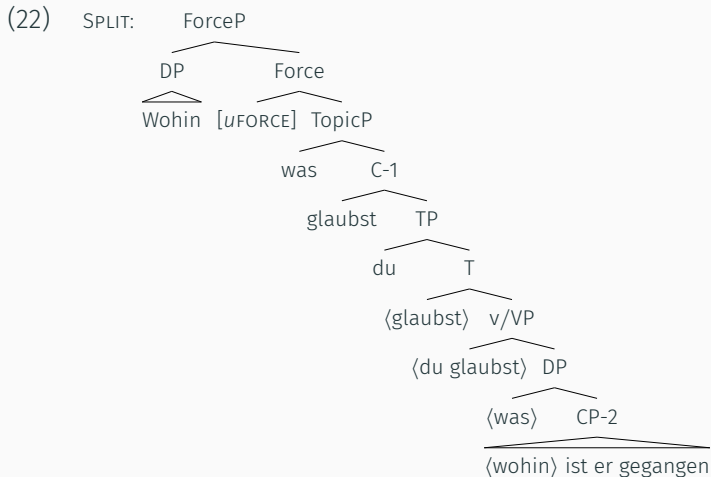 (22) SPLIT: ForceP
DP Force
Wohin [uFORCE] TopicP
was C-1
glaubst TP
du T
⟨glaubst⟩ v/VP
⟨du glaubst⟩ DP
⟨was⟩ CP-2
⟨wohin⟩ ist er gegangen